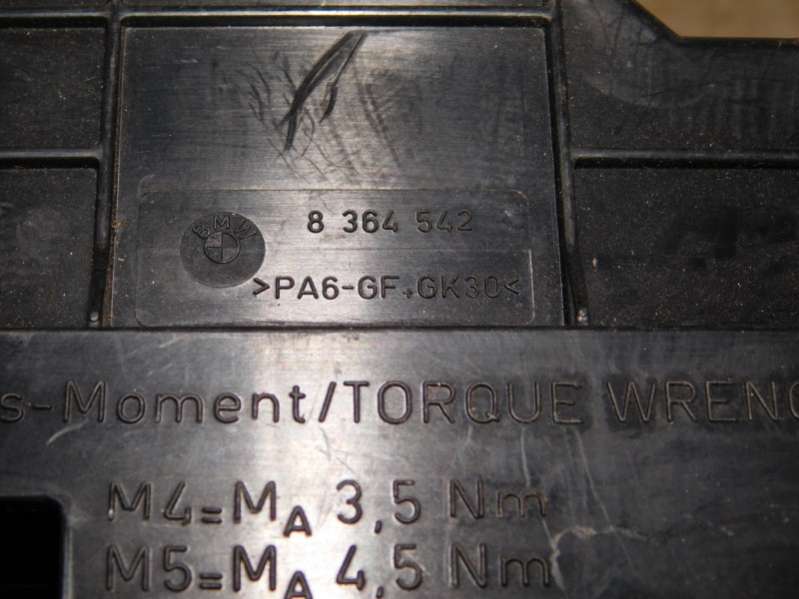 BMW
8 364 542
>PA6-GF+GK30<
s-Moment/TORQUE WRENC
M4=MA 3,5 Nm
M5=MA 4,5 Nm